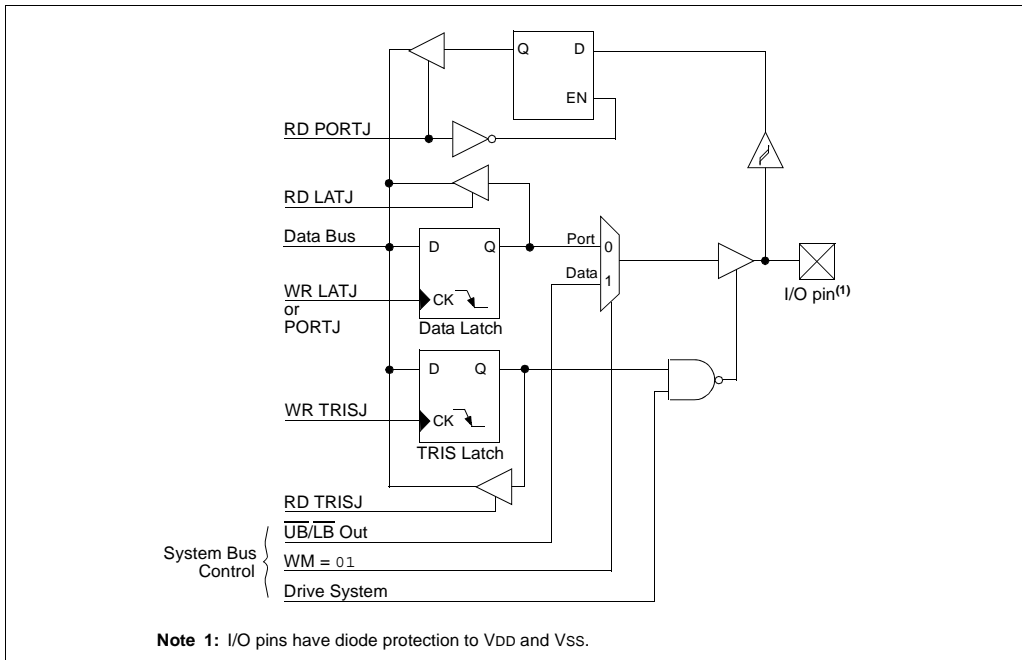 Q D
EN
RD PORTJ
RD LATJ
Data Bus
D Q
Port 0
Data 1
WR LATJ
or
PORTJ
CK
Data Latch
I/O pin(1)
D Q
WR TRISJ
CK
TRIS Latch
RD TRISJ
U̅B̅/L̅B̅ Out
System Bus
Control
WM = 01
Drive System
Note 1: I/O pins have diode protection to VDD and VSS.